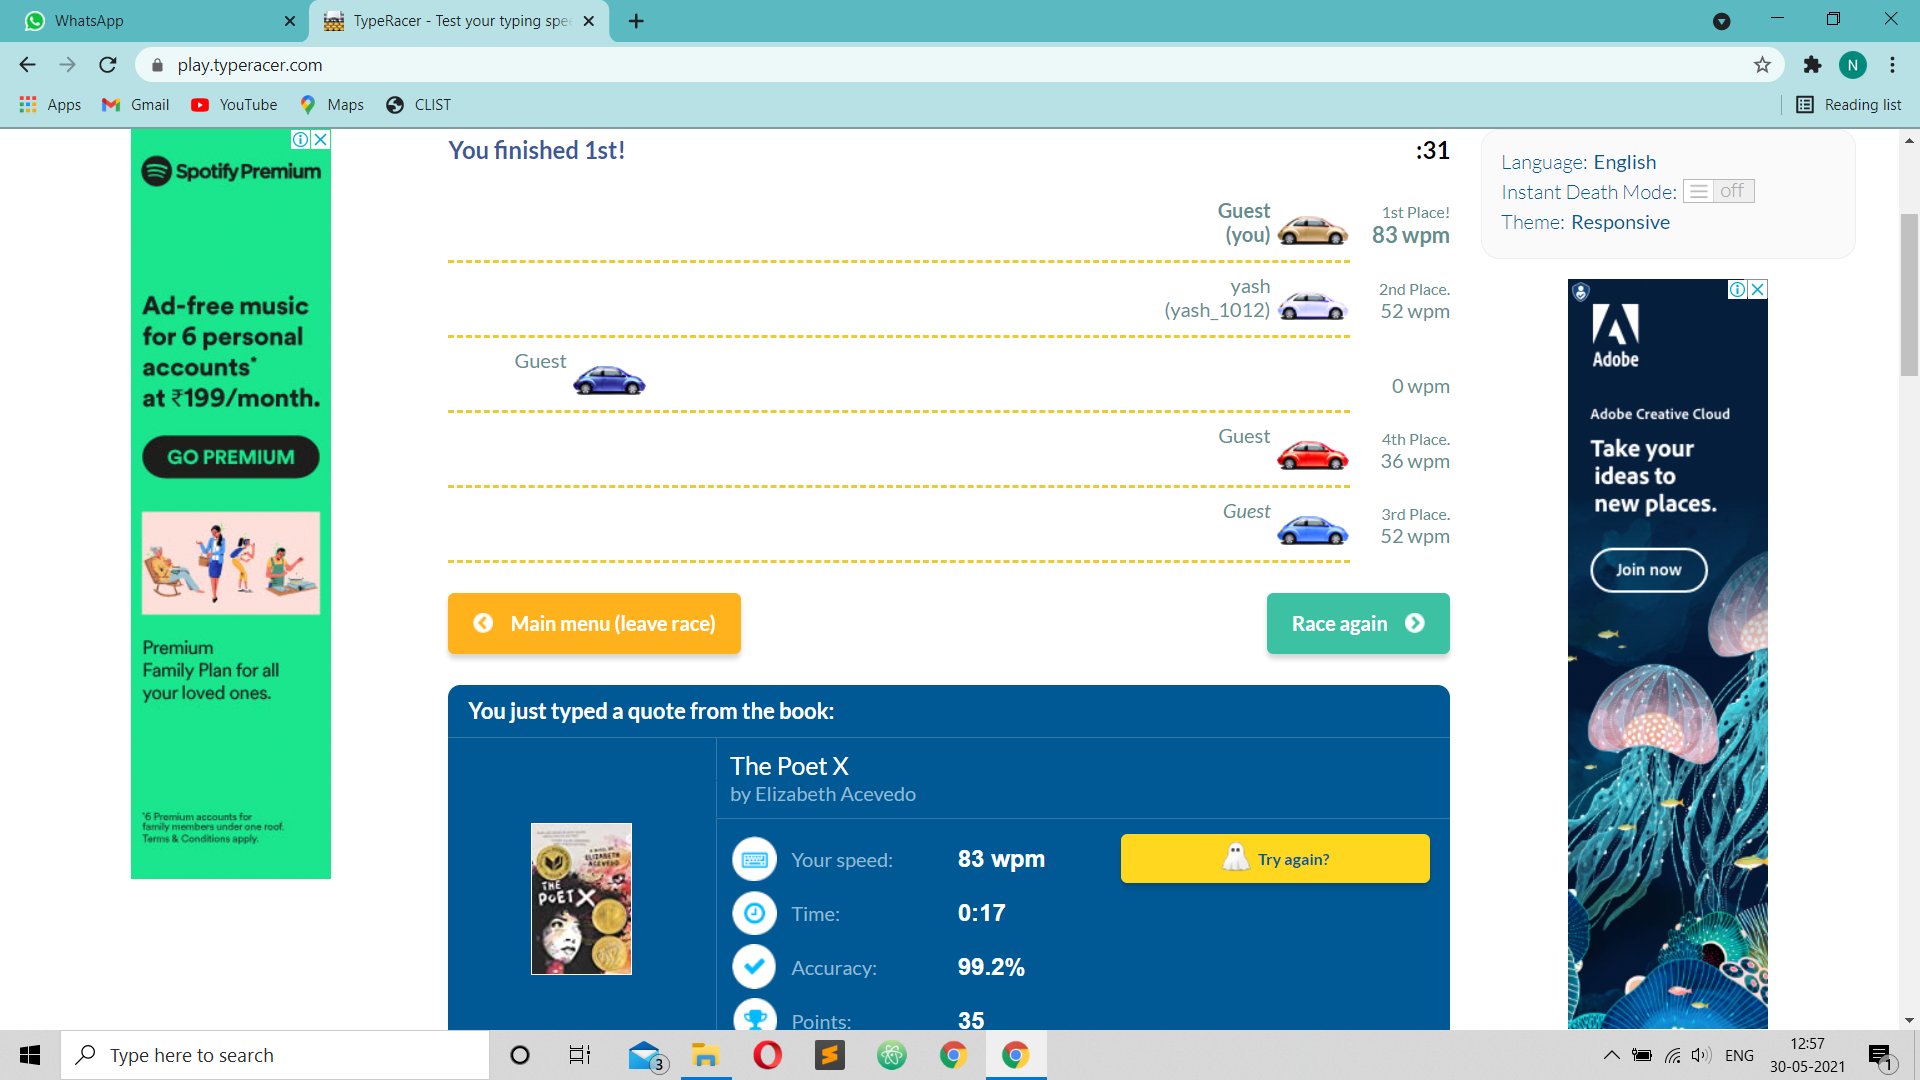 WhatsApp
TypeRacer - Test your typing spe
play.typeracer.com
N
Apps
Gmail
YouTube
Maps
CLIST
Reading list
Spotify Premium
Ad-free music
for 6 personal
accounts*
at ₹199/month.
GO PREMIUM
Premium
Family Plan for all
your loved ones.
*6 Premium accounts for
family members under one roof.
Terms & Conditions apply.
You finished 1st!
:31
Guest
(you)
1st Place!
83 wpm
yash
(yash_1012)
2nd Place.
52 wpm
Guest
0 wpm
Guest
4th Place.
36 wpm
Guest
3rd Place.
52 wpm
Main menu (leave race)
Race again
You just typed a quote from the book:
THE
POET X
ELIZABETH
ACEVEDO
The Poet X
by Elizabeth Acevedo
Your speed:
83 wpm
Try again?
Time:
0:17
Accuracy:
99.2%
Points:
35
Language: English
Instant Death Mode: off
Theme: Responsive
Adobe
Adobe Creative Cloud
Take your
ideas to
new places.
Join now
Type here to search
3
ENG
12:57
30-05-2021
1